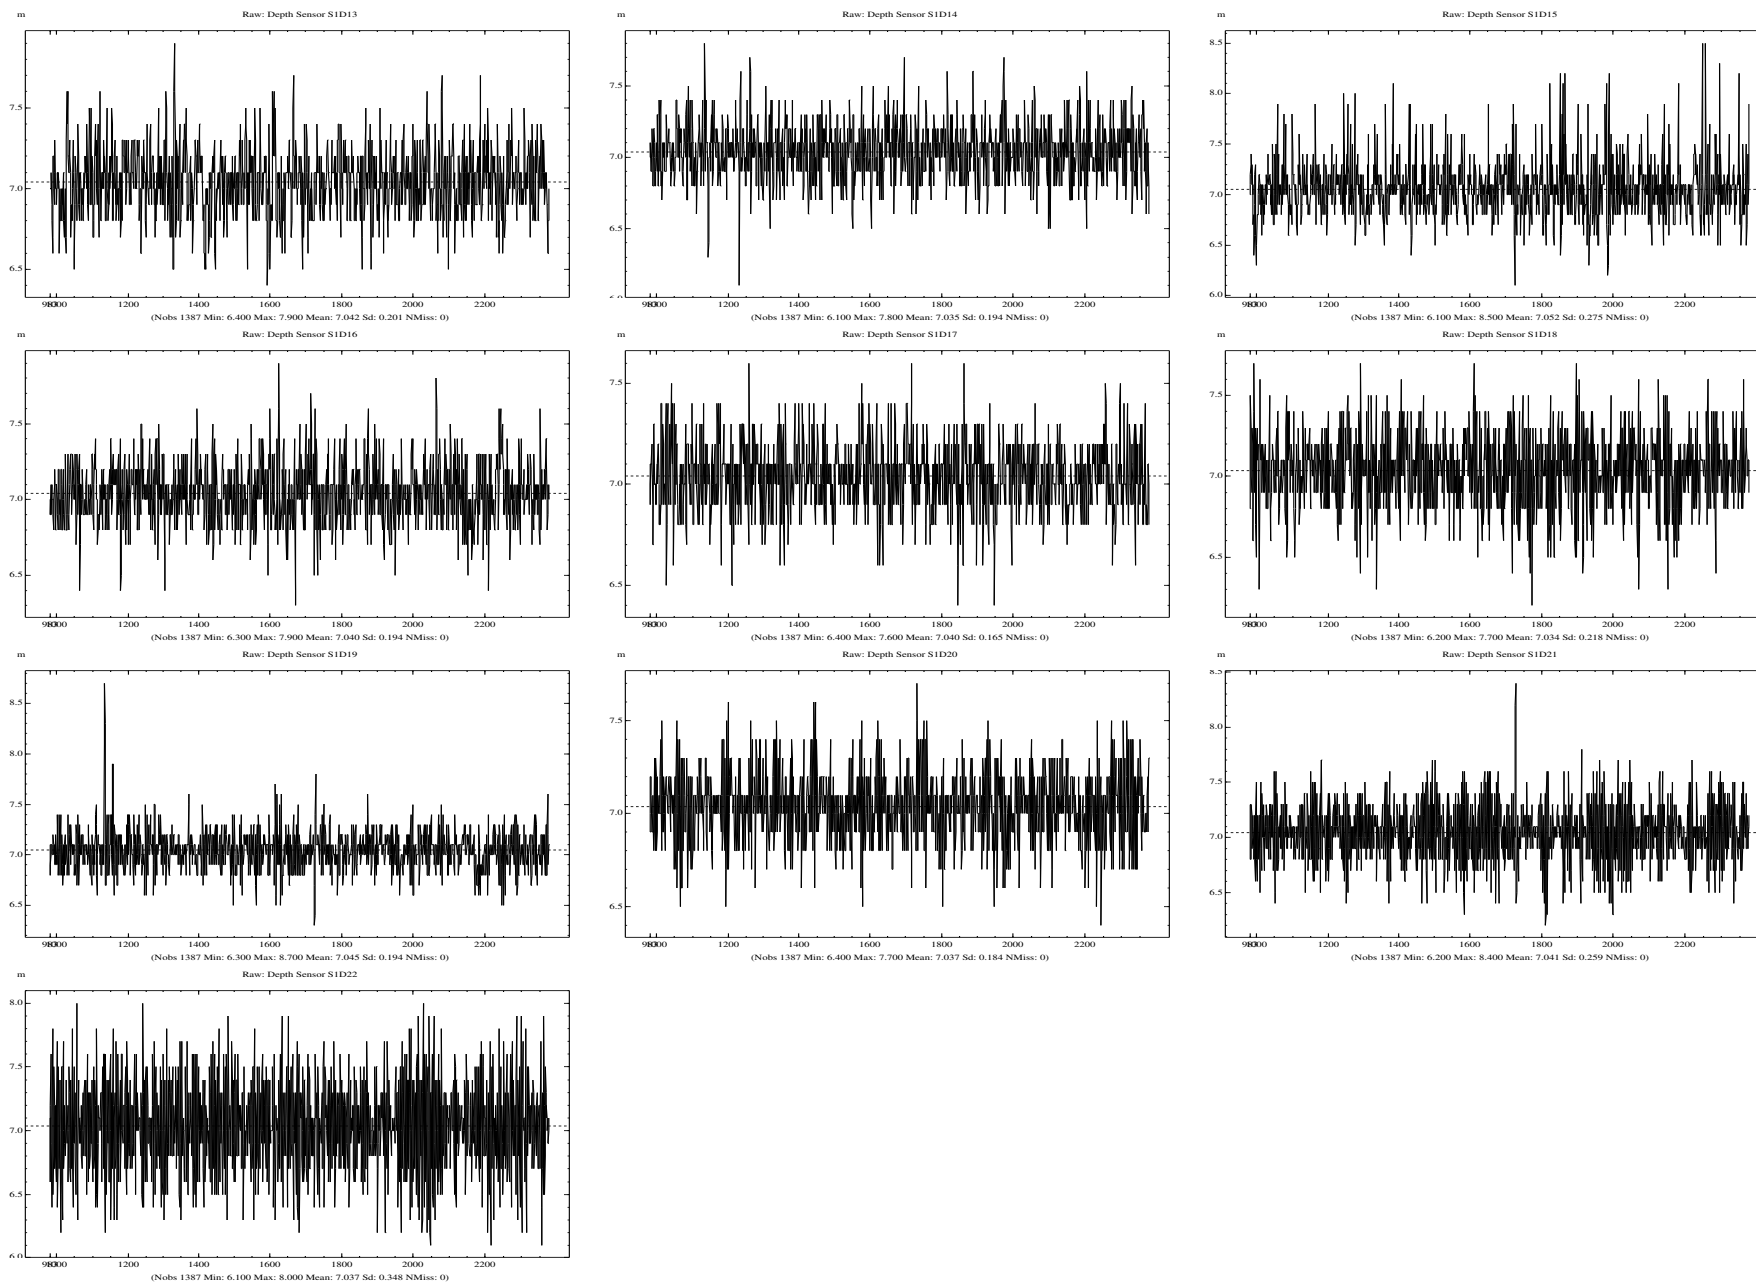 m Raw: Depth Sensor S1D13
7.5
7.0
6.5
1200 1400 1600 1800 2000 2200
(Nobs 1387 Min: 6.400 Max: 7.900 Mean: 7.042 Sd: 0.201 NMiss: 0)
m Raw: Depth Sensor S1D14
7.5
7.0
6.5
6.0
1200 1400 1600 1800 2000 2200
(Nobs 1387 Min: 6.100 Max: 7.800 Mean: 7.035 Sd: 0.194 NMiss: 0)
m Raw: Depth Sensor S1D15
8.5
8.0
7.5
7.0
6.5
6.0
1200 1400 1600 1800 2000 2200
(Nobs 1387 Min: 6.100 Max: 8.500 Mean: 7.052 Sd: 0.275 NMiss: 0)
m Raw: Depth Sensor S1D16
7.5
7.0
6.5
1200 1400 1600 1800 2000 2200
(Nobs 1387 Min: 6.300 Max: 7.900 Mean: 7.040 Sd: 0.194 NMiss: 0)
m Raw: Depth Sensor S1D17
7.5
7.0
6.5
1200 1400 1600 1800 2000 2200
(Nobs 1387 Min: 6.400 Max: 7.600 Mean: 7.040 Sd: 0.165 NMiss: 0)
m Raw: Depth Sensor S1D18
7.5
7.0
6.5
1200 1400 1600 1800 2000 2200
(Nobs 1387 Min: 6.200 Max: 7.700 Mean: 7.034 Sd: 0.218 NMiss: 0)
m Raw: Depth Sensor S1D19
8.5
8.0
7.5
7.0
6.5
1200 1400 1600 1800 2000 2200
(Nobs 1387 Min: 6.300 Max: 8.700 Mean: 7.045 Sd: 0.194 NMiss: 0)
m Raw: Depth Sensor S1D20
7.5
7.0
6.5
1200 1400 1600 1800 2000 2200
(Nobs 1387 Min: 6.400 Max: 7.700 Mean: 7.037 Sd: 0.184 NMiss: 0)
m Raw: Depth Sensor S1D21
8.5
8.0
7.5
7.0
6.5
1200 1400 1600 1800 2000 2200
(Nobs 1387 Min: 6.200 Max: 8.400 Mean: 7.041 Sd: 0.259 NMiss: 0)
m Raw: Depth Sensor S1D22
8.0
7.5
7.0
6.5
6.0
1200 1400 1600 1800 2000 2200
(Nobs 1387 Min: 6.100 Max: 8.000 Mean: 7.037 Sd: 0.348 NMiss: 0)